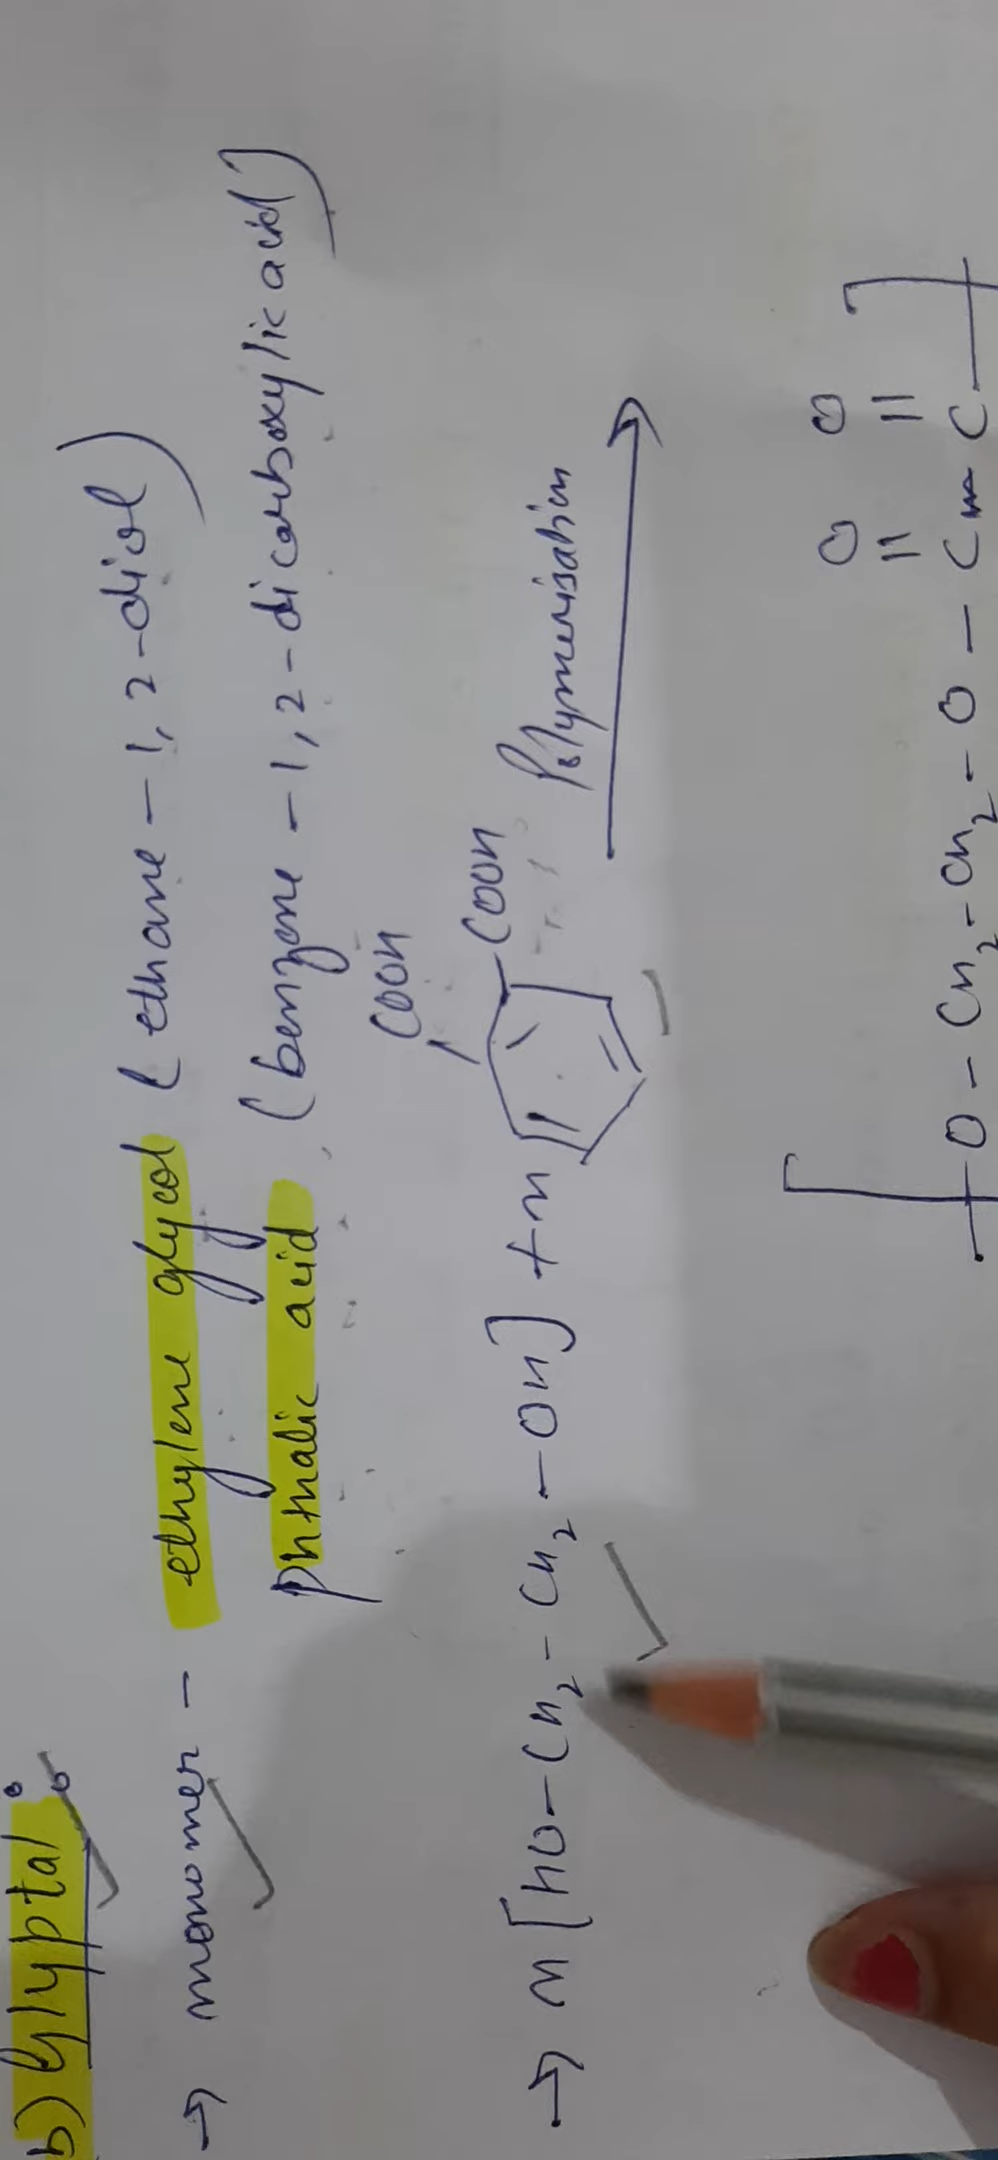 b) Glyptal :
→ monomer - ethylene glycol (ethane - 1, 2 - diol)
phthalic acid (benzene - 1, 2 - dicarboxylic acid)
COOH
→ n [HO - CH2 - CH2 - OH] + n COOH Polymerisation
O O
|| ||
[O - CH2 - CH2 - O - C - C]